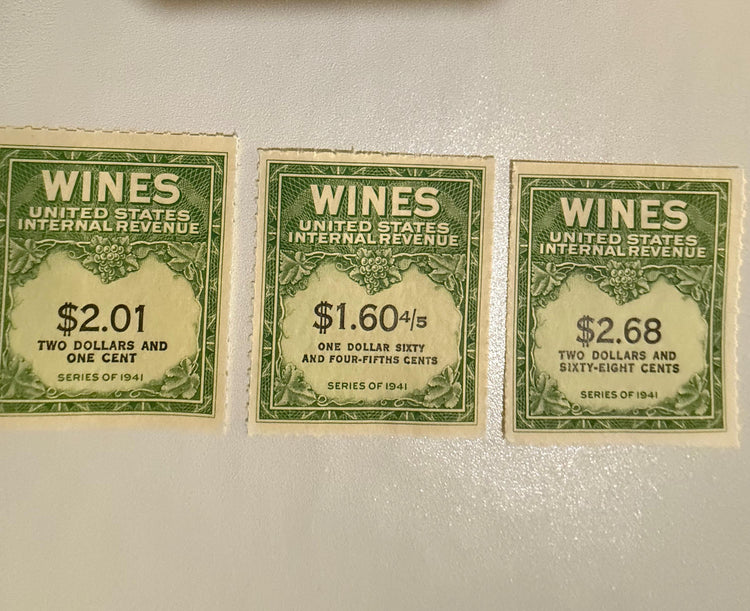 WINES
UNITED STATES
INTERNAL REVENUE
$2.01
TWO DOLLARS AND
ONE CENT
SERIES OF 1941
WINES
UNITED STATES
INTERNAL REVENUE
$1.60 4/5
ONE DOLLAR SIXTY
AND FOUR-FIFTHS CENTS
SERIES OF 1941
WINES
UNITED STATES
INTERNAL REVENUE
$2.68
TWO DOLLARS AND
SIXTY-EIGHT CENTS
SERIES OF 1941